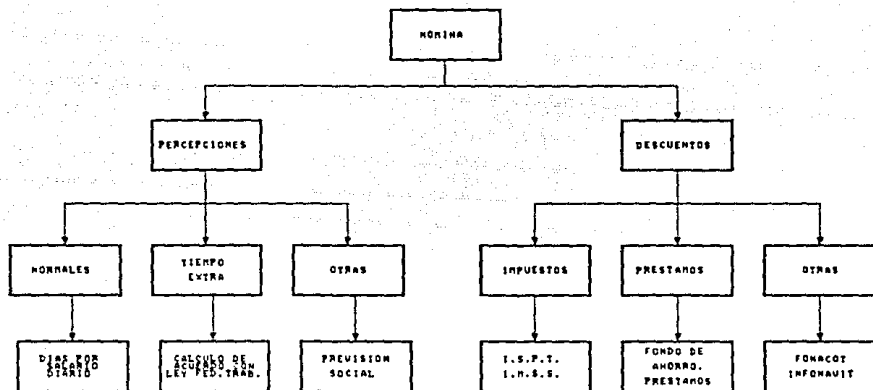 NOMINA
PERCEPCIONES
DESCUENTOS
NORMALES
TIEMPO
EXTRA
OTRAS
IMPUESTOS
PRESTAMOS
OTRAS
DIAS POR
SALARIO
DIARIO
CALCULO DE
ACUERDO CON
LEY FED.TRAB.
PREVISION
SOCIAL
I.S.P.T.
I.M.S.S.
FONDO DE
AHORRO.
PRESTAMOS
FONACOT
INFONAVIT